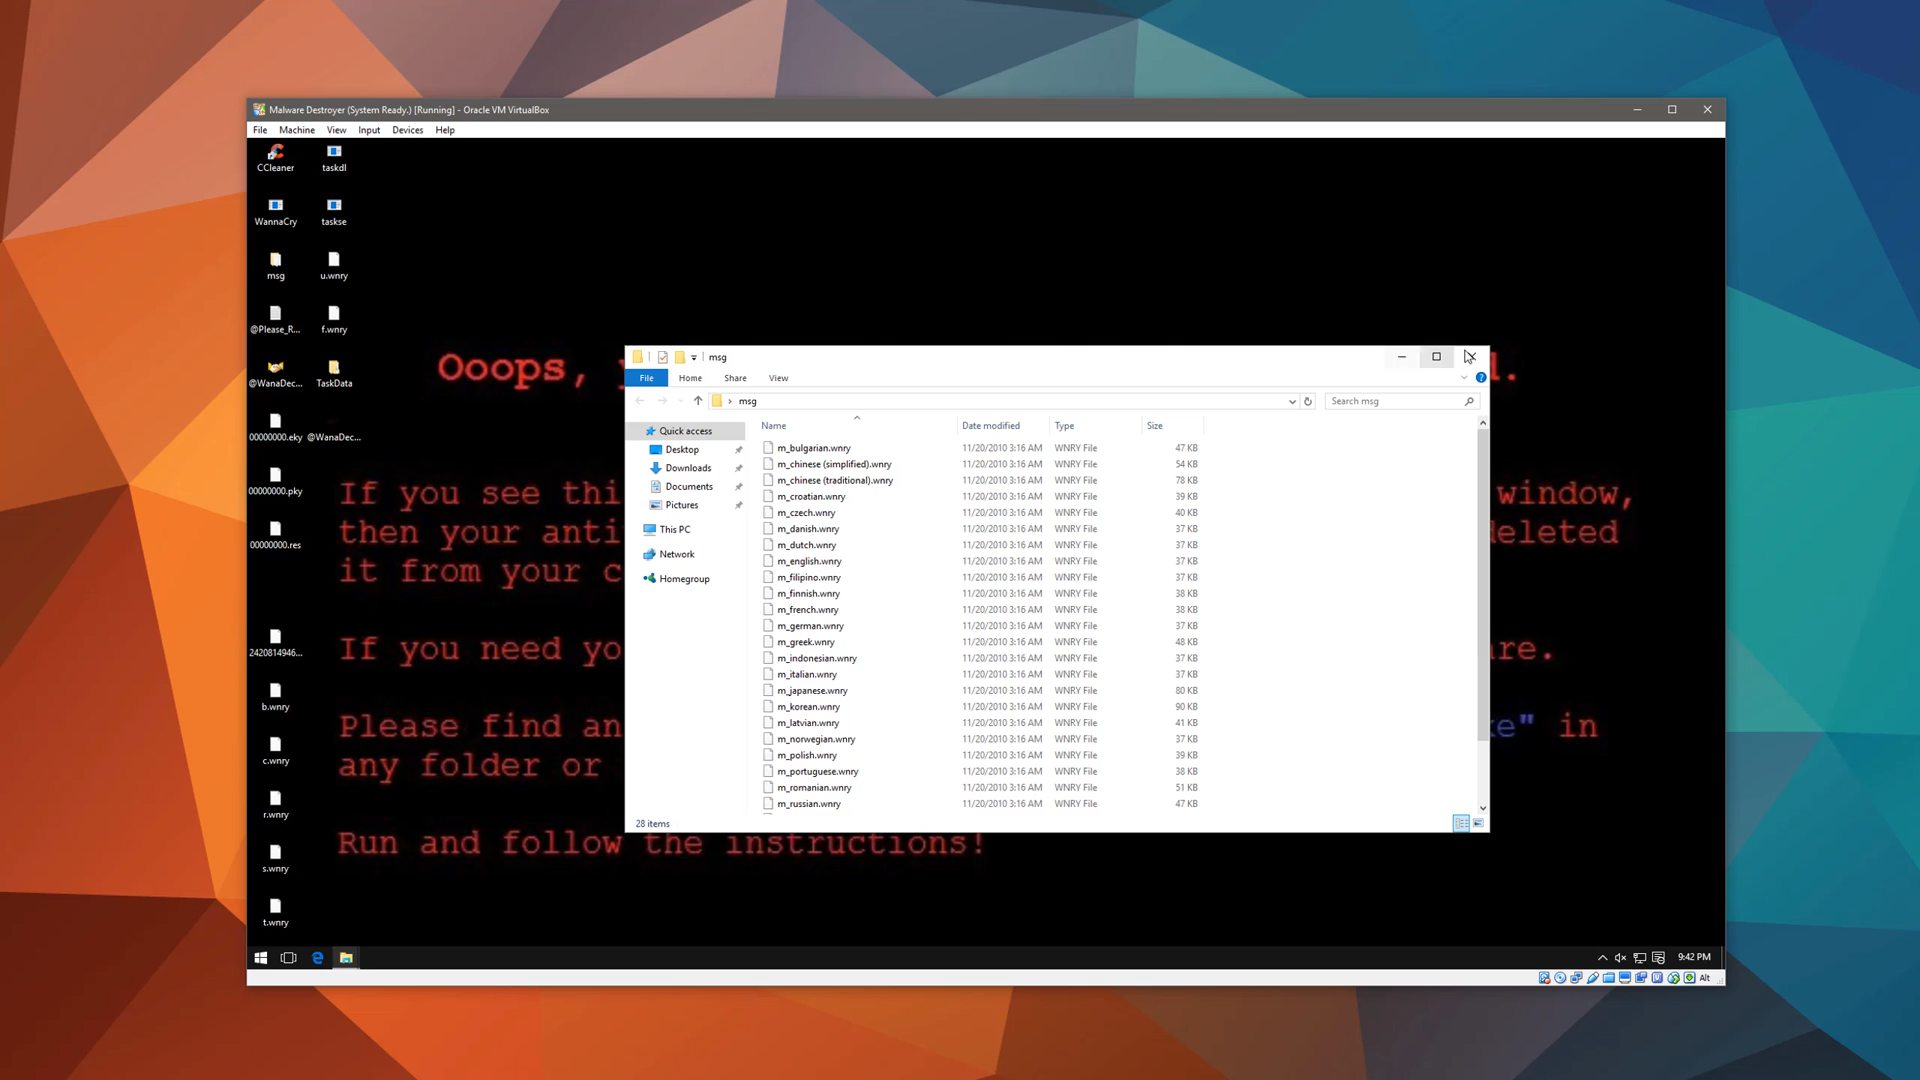 Malware Destroyer (System Ready.) [Running] - Oracle VM VirtualBox
File Machine View Input Devices Help
CCleaner
taskdl
WannaCry
taskse
msg
u.wnry
@Please_R...
f.wnry
@WanaDec...
TaskData
00000000.eky
@WanaDec...
00000000.pky
00000000.res
2420814946...
b.wnry
c.wnry
r.wnry
s.wnry
t.wnry
Ooops,
If you see thi
window,
then your anti
deleted
it from your c
If you need yo
re.
Please find an
" in
any folder or
Run and follow the instructions!
msg
File Home Share View
msg
Search msg
Quick access
Desktop
Downloads
Documents
Pictures
This PC
Network
Homegroup
Name Date modified Type Size
m_bulgarian.wnry 11/20/2010 3:16 AM WNRY File 47 KB
m_chinese (simplified).wnry 11/20/2010 3:16 AM WNRY File 54 KB
m_chinese (traditional).wnry 11/20/2010 3:16 AM WNRY File 78 KB
m_croatian.wnry 11/20/2010 3:16 AM WNRY File 39 KB
m_czech.wnry 11/20/2010 3:16 AM WNRY File 40 KB
m_danish.wnry 11/20/2010 3:16 AM WNRY File 37 KB
m_dutch.wnry 11/20/2010 3:16 AM WNRY File 37 KB
m_english.wnry 11/20/2010 3:16 AM WNRY File 37 KB
m_filipino.wnry 11/20/2010 3:16 AM WNRY File 37 KB
m_finnish.wnry 11/20/2010 3:16 AM WNRY File 38 KB
m_french.wnry 11/20/2010 3:16 AM WNRY File 38 KB
m_german.wnry 11/20/2010 3:16 AM WNRY File 37 KB
m_greek.wnry 11/20/2010 3:16 AM WNRY File 48 KB
m_indonesian.wnry 11/20/2010 3:16 AM WNRY File 37 KB
m_italian.wnry 11/20/2010 3:16 AM WNRY File 37 KB
m_japanese.wnry 11/20/2010 3:16 AM WNRY File 80 KB
m_korean.wnry 11/20/2010 3:16 AM WNRY File 90 KB
m_latvian.wnry 11/20/2010 3:16 AM WNRY File 41 KB
m_norwegian.wnry 11/20/2010 3:16 AM WNRY File 37 KB
m_polish.wnry 11/20/2010 3:16 AM WNRY File 39 KB
m_portuguese.wnry 11/20/2010 3:16 AM WNRY File 38 KB
m_romanian.wnry 11/20/2010 3:16 AM WNRY File 51 KB
m_russian.wnry 11/20/2010 3:16 AM WNRY File 47 KB
28 items
9:42 PM
Alt